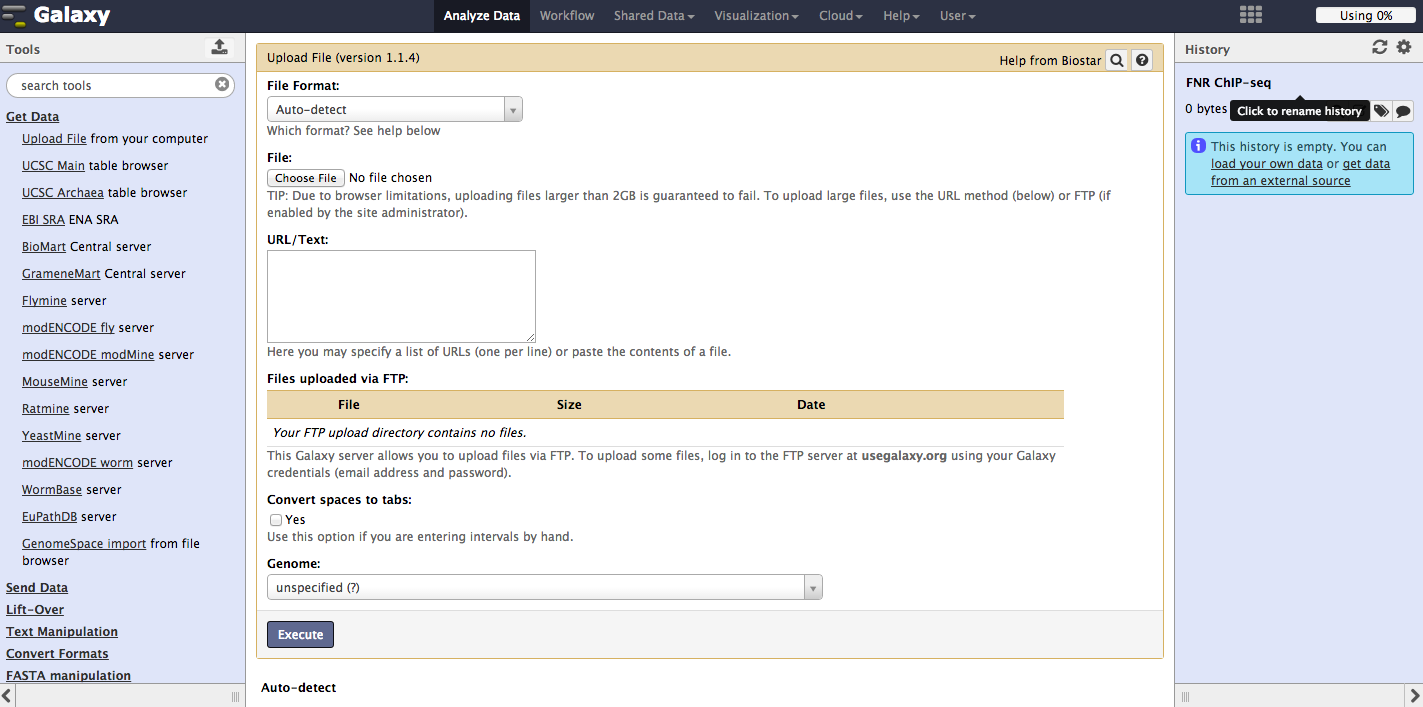 Galaxy
Analyze Data
Workflow
Shared Data
Visualization
Cloud
Help
User
Using 0%
Tools
search tools
Get Data
Upload File from your computer
UCSC Main table browser
UCSC Archaea table browser
EBI SRA ENA SRA
BioMart Central server
GrameneMart Central server
Flymine server
modENCODE fly server
modENCODE modMine server
MouseMine server
Ratmine server
YeastMine server
modENCODE worm server
WormBase server
EuPathDB server
GenomeSpace import from file
browser
Send Data
Lift-Over
Text Manipulation
Convert Formats
FASTA manipulation
Upload File (version 1.1.4)
Help from Biostar
File Format:
Auto-detect
Which format? See help below
File:
Choose File No file chosen
TIP: Due to browser limitations, uploading files larger than 2GB is guaranteed to fail. To upload large files, use the URL method (below) or FTP (if
enabled by the site administrator).
URL/Text:
Here you may specify a list of URLs (one per line) or paste the contents of a file.
Files uploaded via FTP:
File Size Date
Your FTP upload directory contains no files.
This Galaxy server allows you to upload files via FTP. To upload some files, log in to the FTP server at usegalaxy.org using your Galaxy
credentials (email address and password).
Convert spaces to tabs:
Yes
Use this option if you are entering intervals by hand.
Genome:
unspecified (?)
Execute
Auto-detect
History
FNR ChIP-seq
0 bytes
Click to rename history
This history is empty. You can
load your own data or get data
from an external source